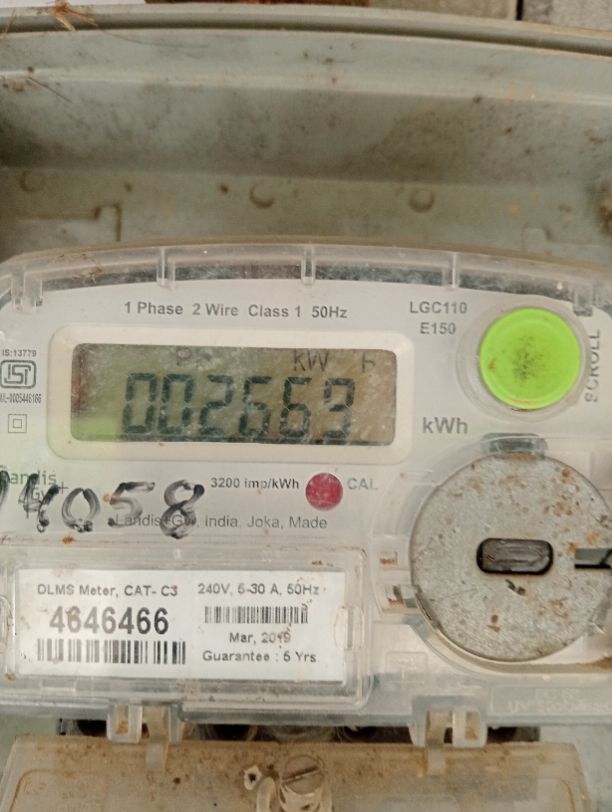 1 Phase 2 Wire Class 1 50Hz
LGC110
E150
IS:13779
kW h
002663
SCROLL
kWh
3200 imp/kWh
CAL
Landis+Gyr, India, Joka, Made
DLMS Meter, CAT- C3
240V, 5-30 A, 50Hz
4646466
Mar, 2019
Guarantee : 5 Yrs